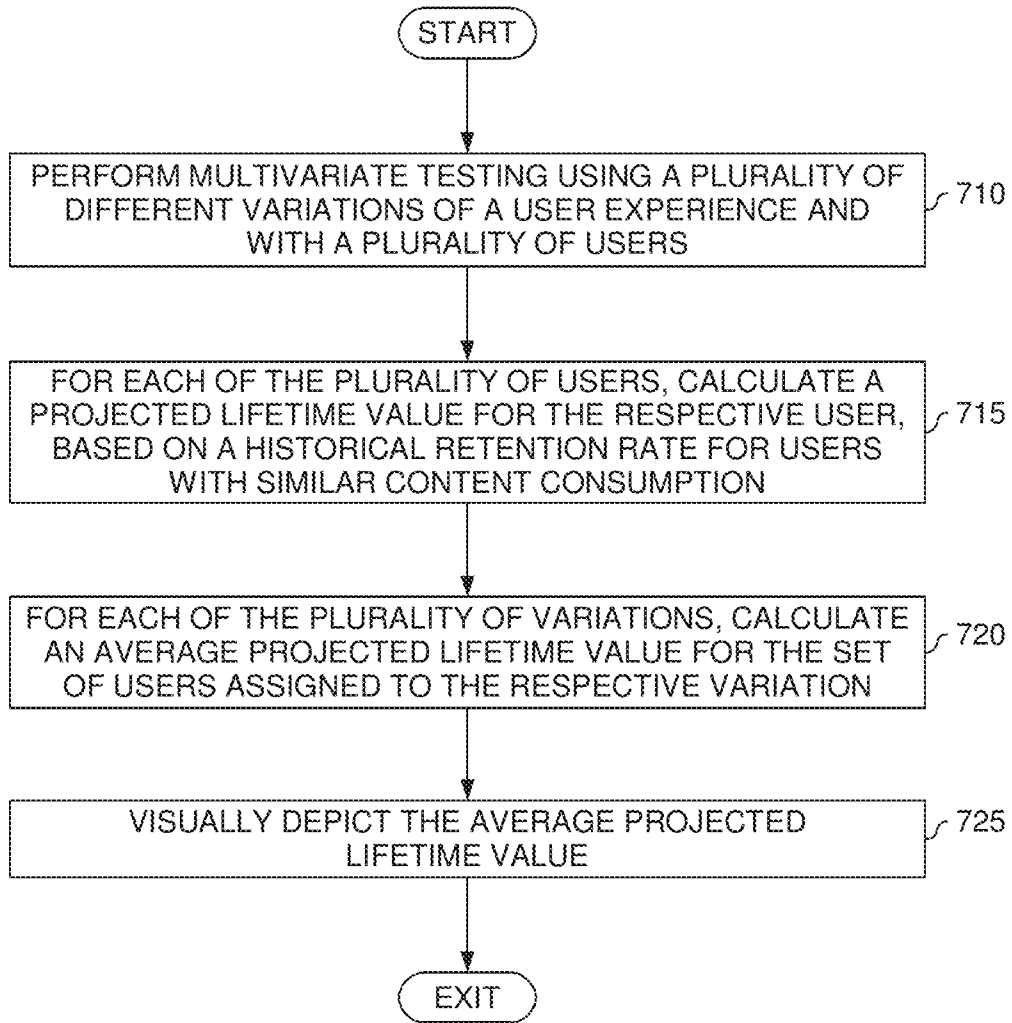 START
PERFORM MULTIVARIATE TESTING USING A PLURALITY OF
DIFFERENT VARIATIONS OF A USER EXPERIENCE AND
WITH A PLURALITY OF USERS
710
FOR EACH OF THE PLURALITY OF USERS, CALCULATE A
PROJECTED LIFETIME VALUE FOR THE RESPECTIVE USER,
BASED ON A HISTORICAL RETENTION RATE FOR USERS
WITH SIMILAR CONTENT CONSUMPTION
715
FOR EACH OF THE PLURALITY OF VARIATIONS, CALCULATE
AN AVERAGE PROJECTED LIFETIME VALUE FOR THE SET
OF USERS ASSIGNED TO THE RESPECTIVE VARIATION
720
VISUALLY DEPICT THE AVERAGE PROJECTED
LIFETIME VALUE
725
EXIT